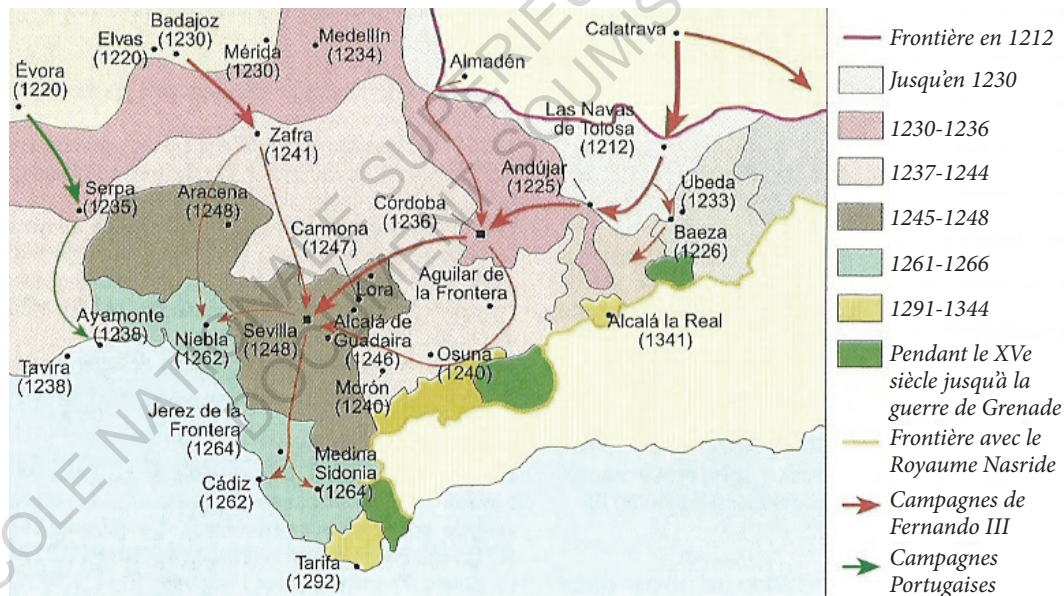 Badajoz
(1230)
Elvas
(1220)
Mérida
(1230)
Medellín
(1234)
Calatrava
Évora
(1220)
Almadén
Las Navas
de Tolosa
(1212)
Zafra
(1241)
Andújar
(1225)
Úbeda
(1233)
Serpa
(1235)
Aracena
(1248)
Córdoba
(1236)
Baeza
(1226)
Carmona
(1247)
Aguilar de
la Frontera
Lora
Ayamonte
(1238)
Niebla
(1262)
Sevilla
(1248)
Alcalá de
Guadaira
(1246)
Alcalá la Real
(1341)
Tavira
(1238)
Osuna
(1240)
Morón
(1240)
Jerez de la
Frontera
(1264)
Medina
Sidonia
(1264)
Cádiz
(1262)
Tarifa
(1292)
Frontière en 1212
Jusqu'en 1230
1230-1236
1237-1244
1245-1248
1261-1266
1291-1344
Pendant le XVe
siècle jusqu'à la
guerre de Grenade
Frontière avec le
Royaume Nasride
Campagnes de
Fernando III
Campagnes
Portugaises
COLE NATIONALE SUPERIEU
DOCUMENT SOUMIS